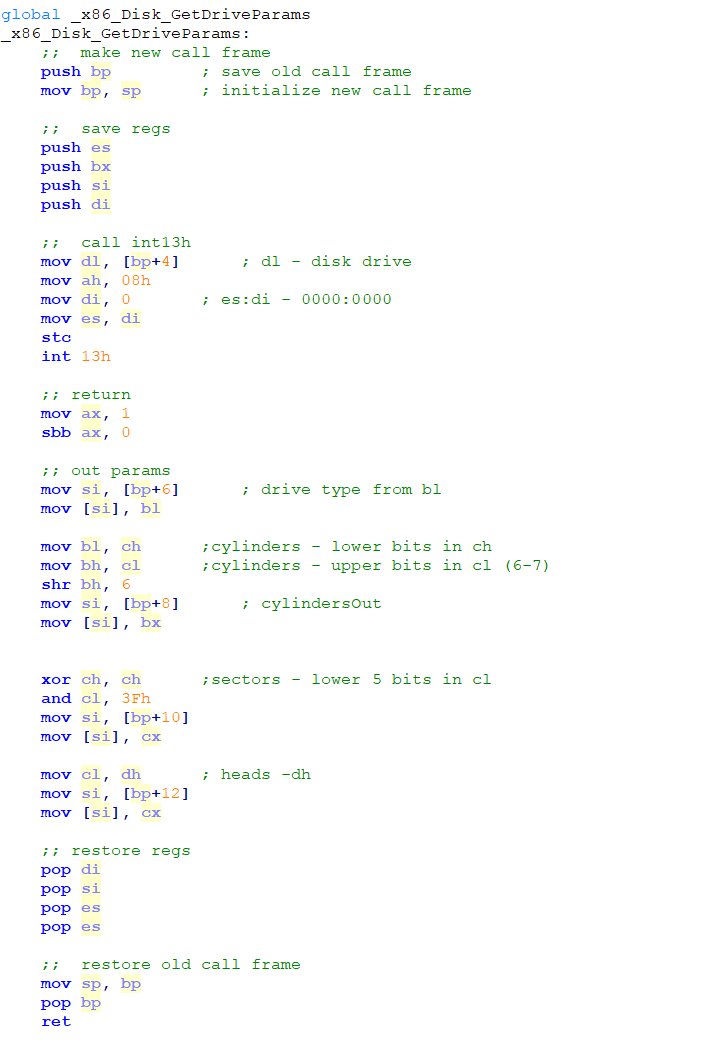 global _x86_Disk_GetDriveParams
_x86_Disk_GetDriveParams:
    ;;  make new call frame
    push bp         ; save old call frame
    mov bp, sp      ; initialize new call frame

    ;;  save regs
    push es
    push bx
    push si
    push di

    ;;  call int13h
    mov dl, [bp+4]      ; dl - disk drive
    mov ah, 08h
    mov di, 0       ; es:di - 0000:0000
    mov es, di
    stc
    int 13h

    ;; return
    mov ax, 1
    sbb ax, 0

    ;; out params
    mov si, [bp+6]      ; drive type from bl
    mov [si], bl

    mov bl, ch      ;cylinders - lower bits in ch
    mov bh, cl      ;cylinders - upper bits in cl (6-7)
    shr bh, 6
    mov si, [bp+8]      ; cylindersOut
    mov [si], bx


    xor ch, ch      ;sectors - lower 5 bits in cl
    and cl, 3Fh
    mov si, [bp+10]
    mov [si], cx

    mov cl, dh      ; heads -dh
    mov si, [bp+12]
    mov [si], cx

    ;; restore regs
    pop di
    pop si
    pop es
    pop es

    ;;  restore old call frame
    mov sp, bp
    pop bp
    ret